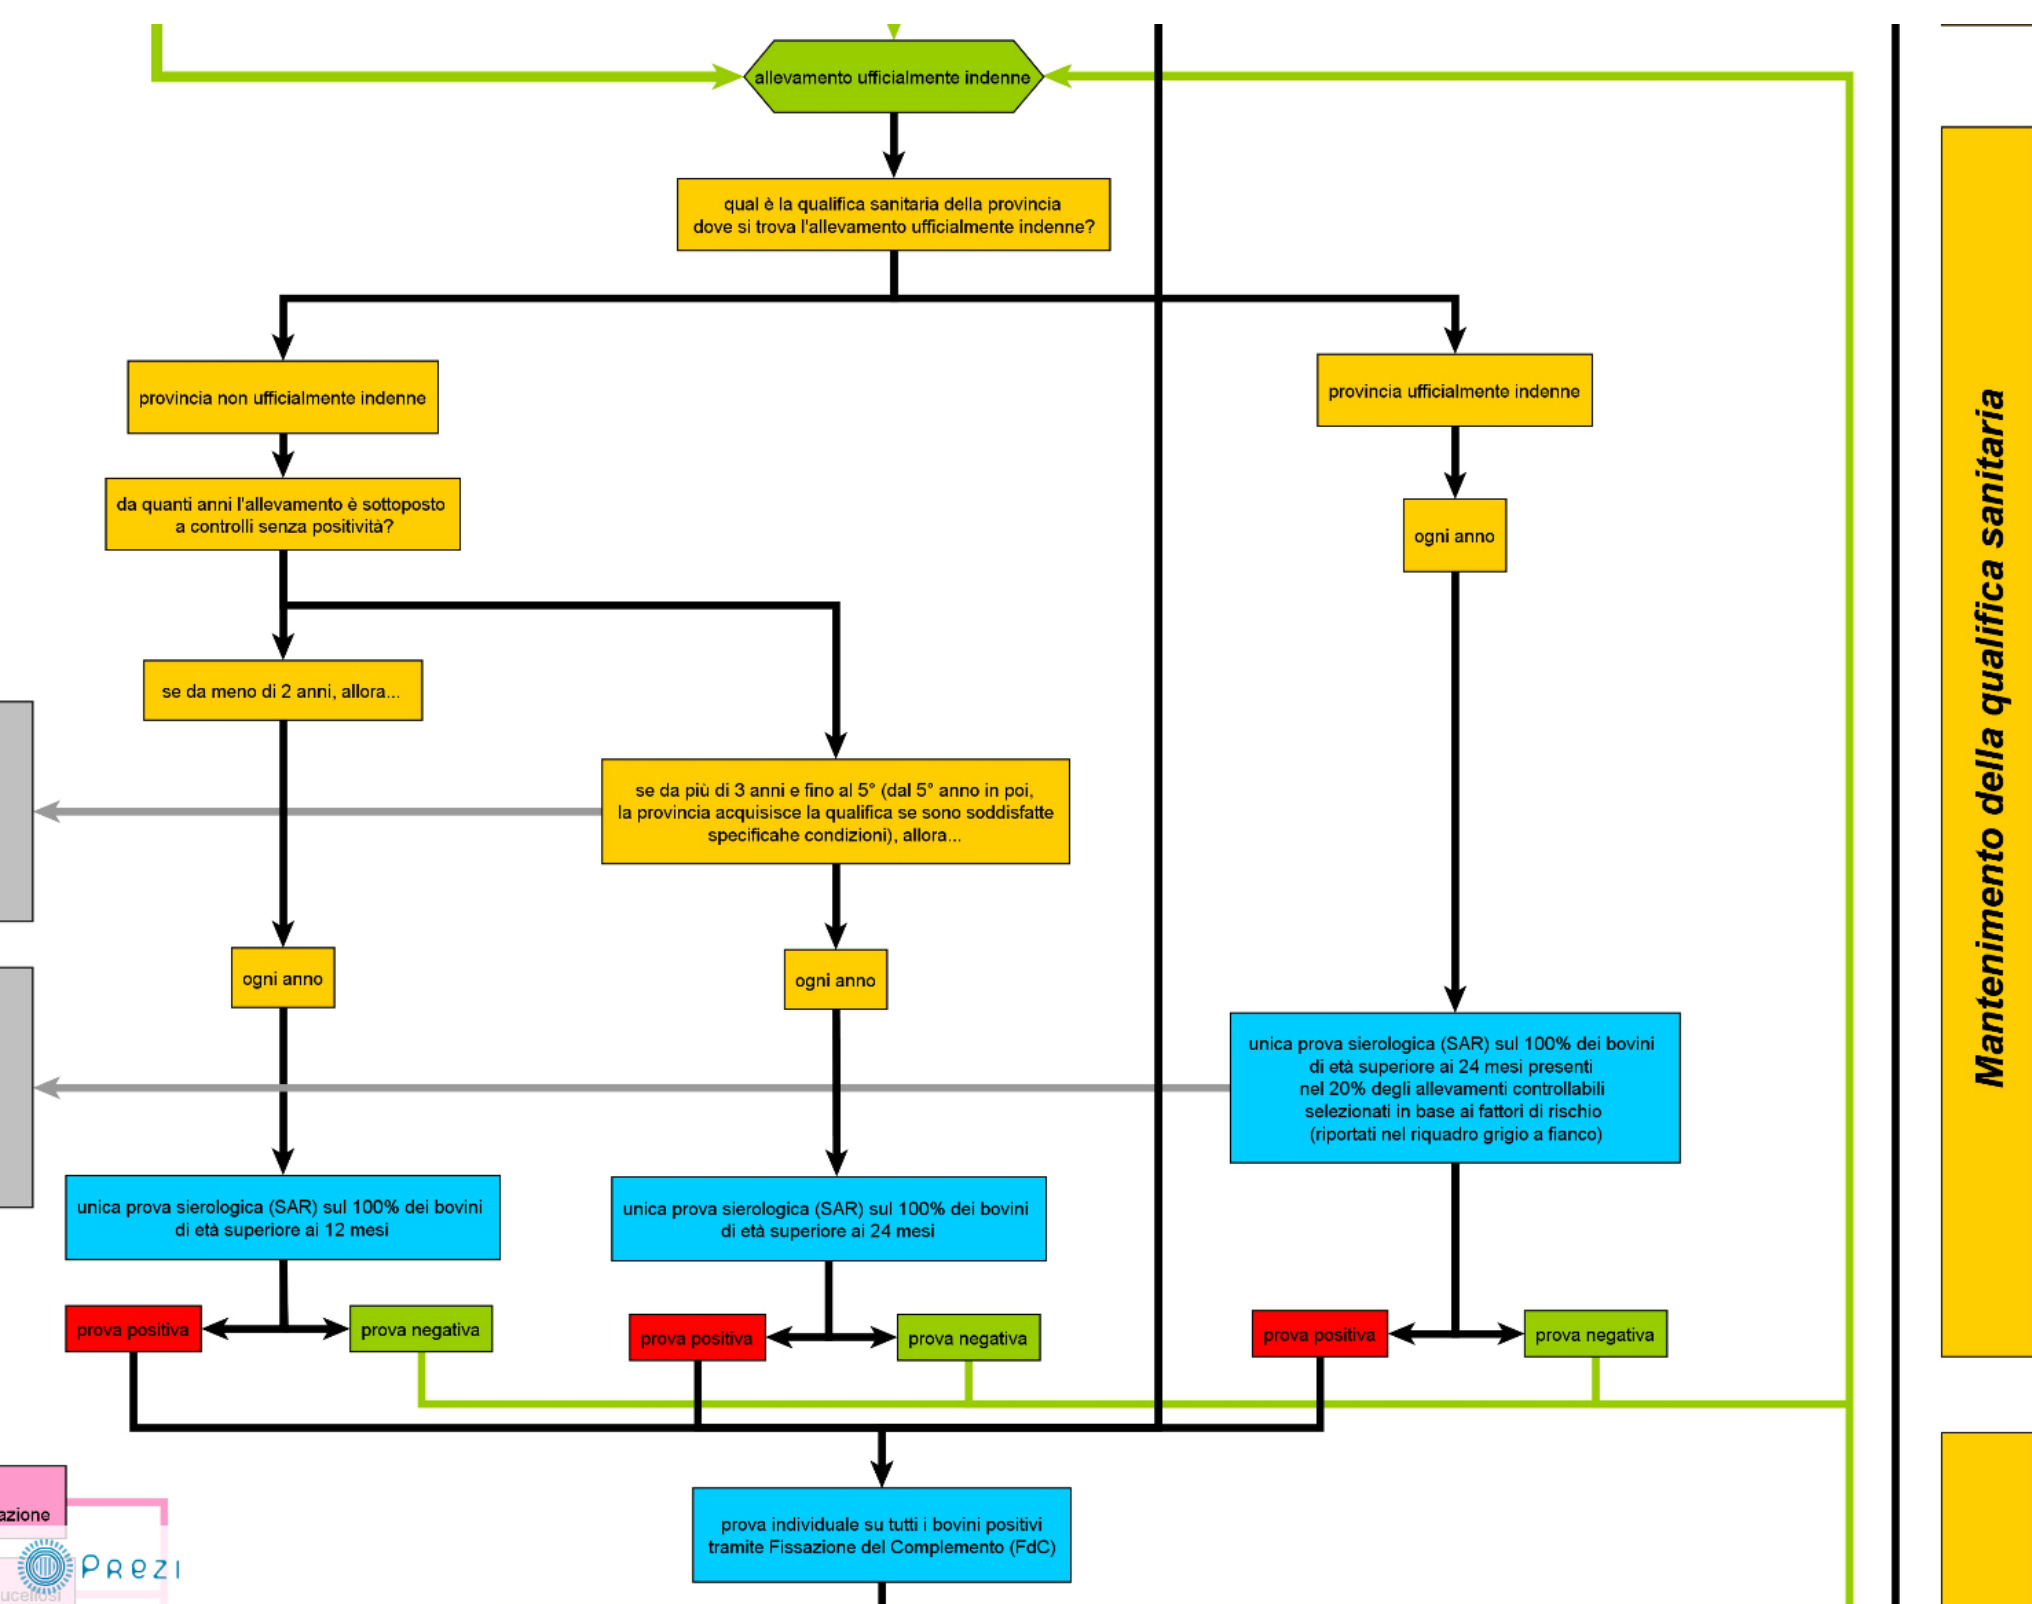 allevamento ufficialmente indenne
qual è la qualifica sanitaria della provincia
dove si trova l'allevamento ufficialmente indenne?
provincia non ufficialmente indenne
provincia ufficialmente indenne
da quanti anni l'allevamento è sottoposto
a controlli senza positività?
ogni anno
se da meno di 2 anni, allora...
se da più di 3 anni e fino al 5° (dal 5° anno in poi,
la provincia acquisisce la qualifica se sono soddisfatte
specificahe condizioni), allora...
ogni anno
ogni anno
unica prova sierologica (SAR) sul 100% dei bovini
di età superiore ai 24 mesi presenti
nel 20% degli allevamenti controllabili
selezionati in base ai fattori di rischio
(riportati nel riquadro grigio a fianco)
unica prova sierologica (SAR) sul 100% dei bovini
di età superiore ai 12 mesi
unica prova sierologica (SAR) sul 100% dei bovini
di età superiore ai 24 mesi
prova positiva
prova negativa
prova positiva
prova negativa
prova positiva
prova negativa
prova individuale su tutti i bovini positivi
tramite Fissazione del Complemento (FdC)
Mantenimento della qualifica sanitaria
azione
Prezi
ucellosi